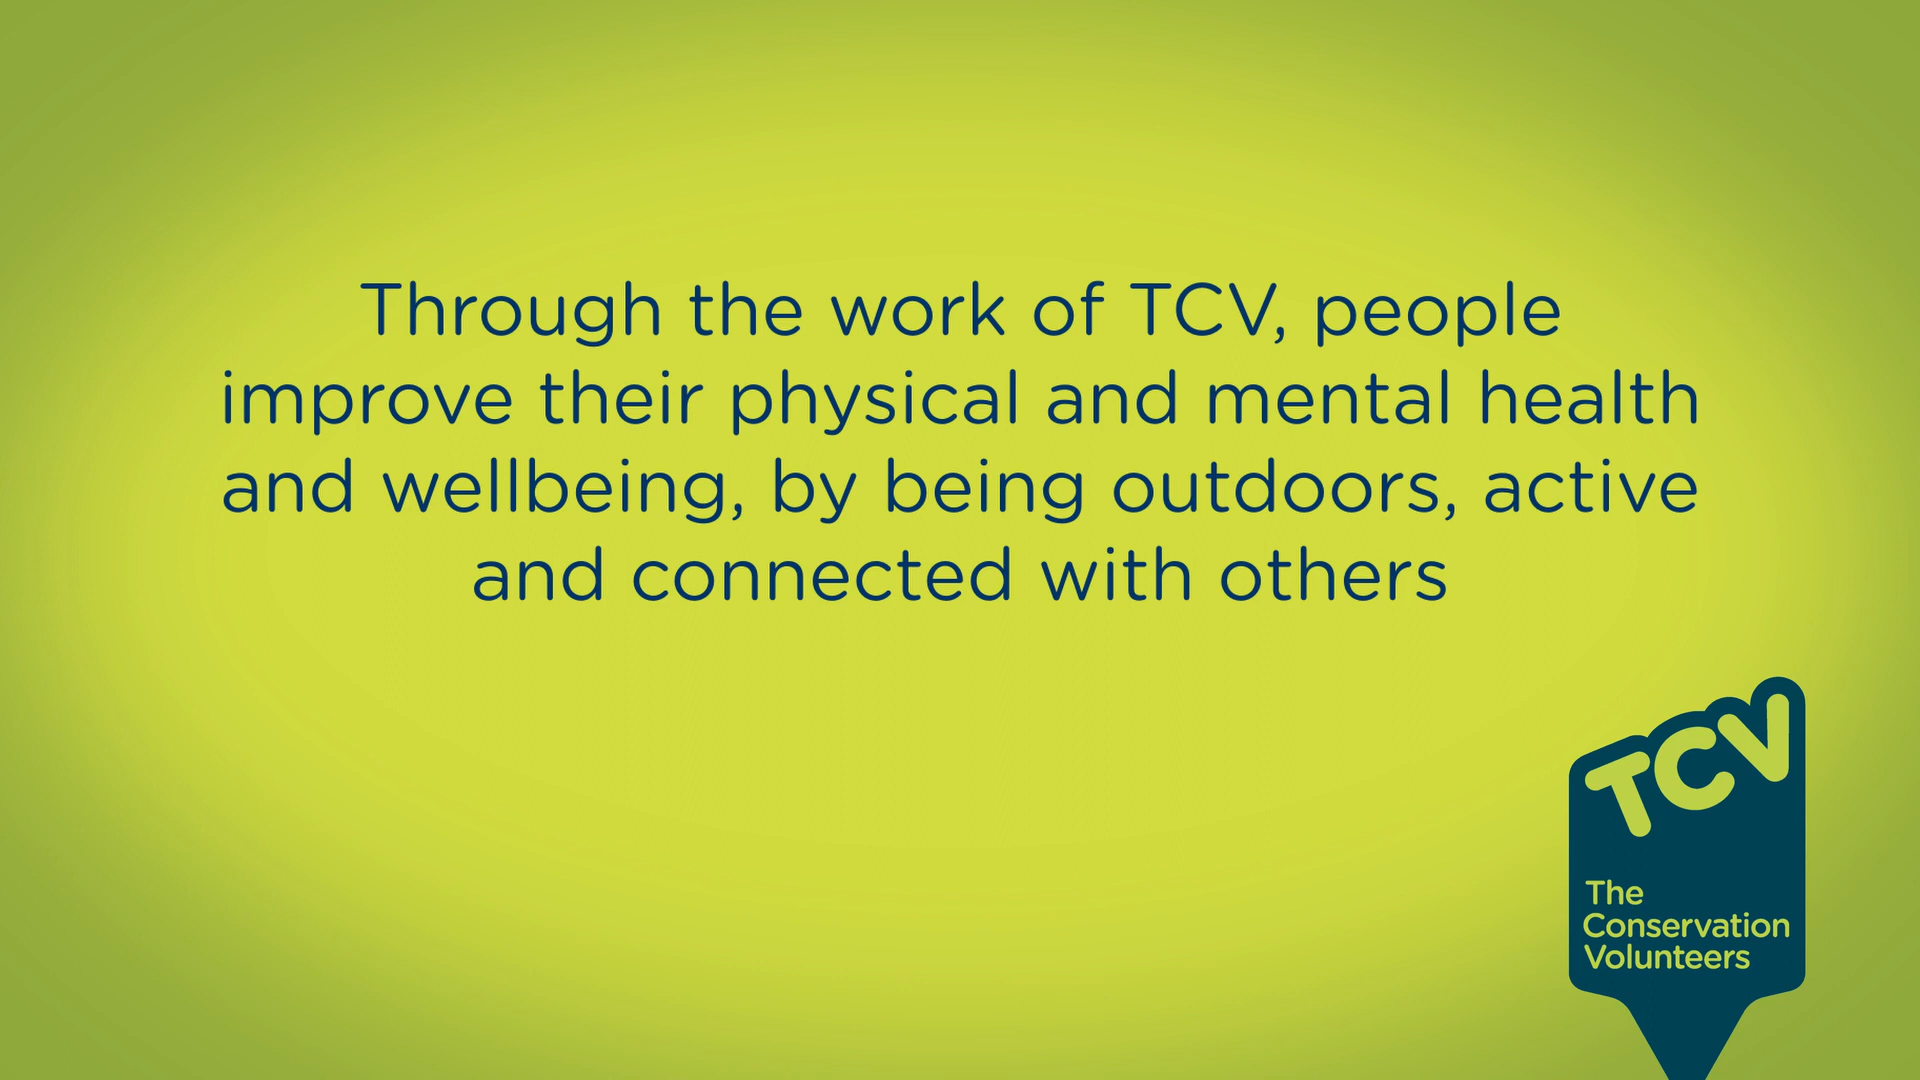 Through the work of TCV, people
improve their physical and mental health
and wellbeing, by being outdoors, active
and connected with others
TCV
The
Conservation
Volunteers